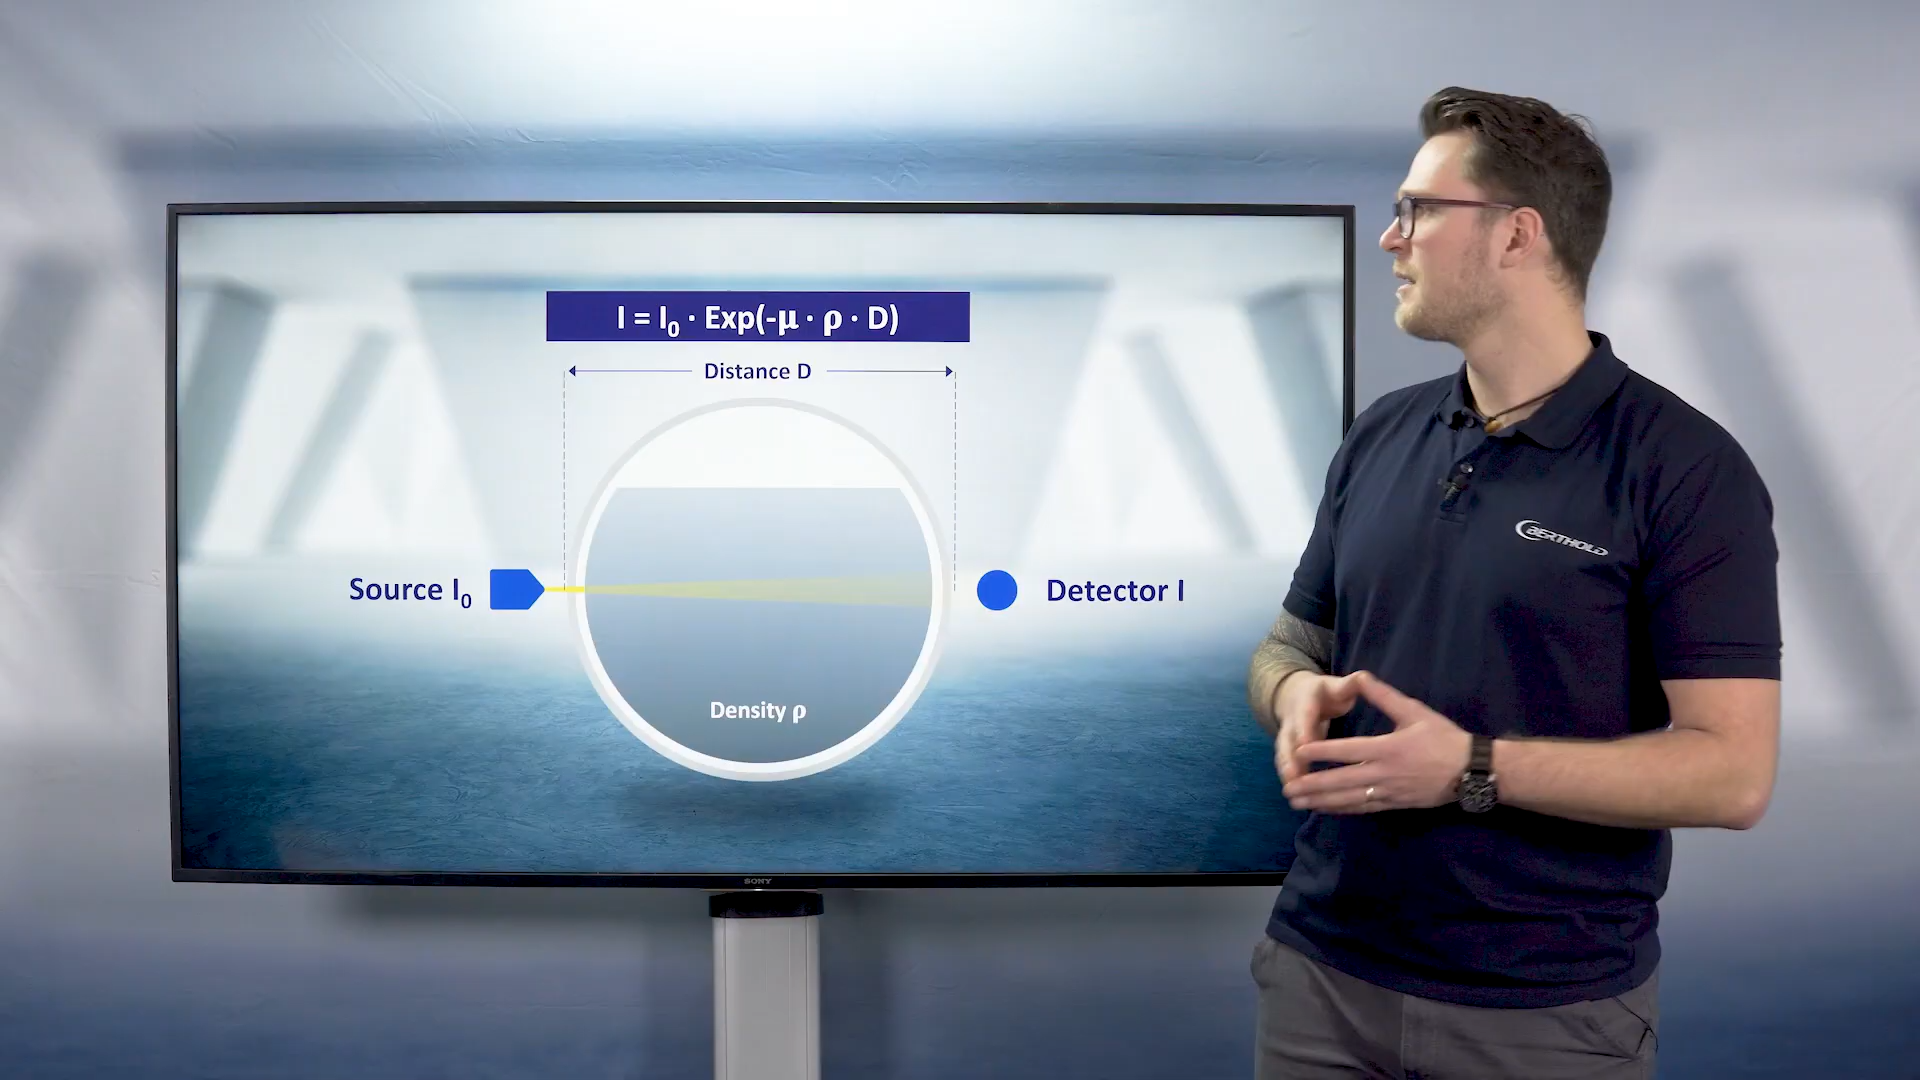 I = I₀ · Exp(-μ · ρ · D)
Distance D
Source I₀
Detector I
Density ρ
BERTHOLD
SONY